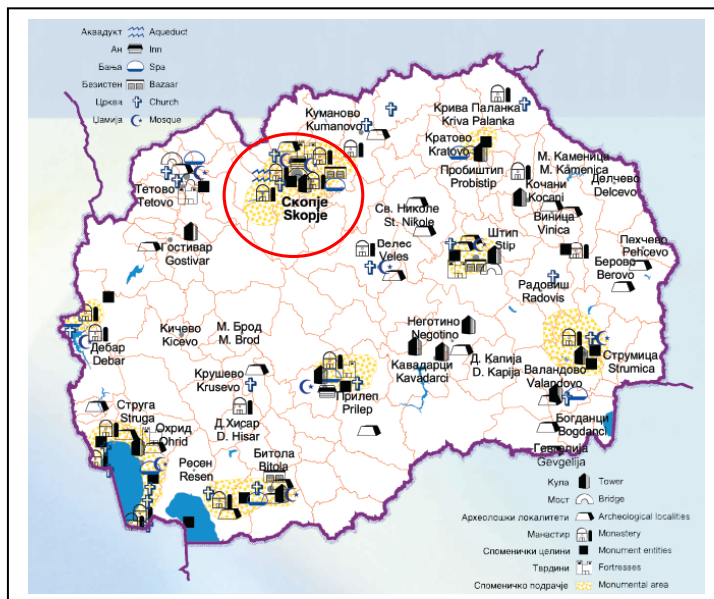 Аквадукт Aqueduct
Ан Inn
Бања Spa
Безистен Bazaar
Црква Church
Џамија Mosque
Куманово
Kumanovo
Крива Паланка
Kriva Palanka
Кратово
Kratovo
Пробиштип
Probistip
М. Каменица
M. Kamenica
Делчево
Delcevo
Кочани
Kocani
Виница
Vinica
Тетово
Tetovo
Скопје
Skopje
Св. Николе
St. Nikole
Штип
Stip
Пехчево
Pehcevo
Берово
Berovo
Гостивар
Gostivar
Велес
Veles
Радовиш
Radovis
Дебар
Debar
Кичево
Kicevo
М. Брод
M. Brod
Неготино
Negotino
Кавадарци
Kavadarci
Д. Капија
D. Kapija
Струмица
Strumica
Валандово
Valandovo
Крушево
Krusevo
Прилеп
Prilep
Богданци
Bogdanci
Струга
Struga
Охрид
Ohrid
Д.Хисар
D. Hisar
Битола
Bitola
Ресен
Resen
Гевгелија
Gevgelija
Кула Tower
Мост Bridge
Археолошки локалитети Archeological localities
Манастир Monastery
Споменички целини Monument entities
Тврдини Fortresses
Споменичко подрачје Monumental area